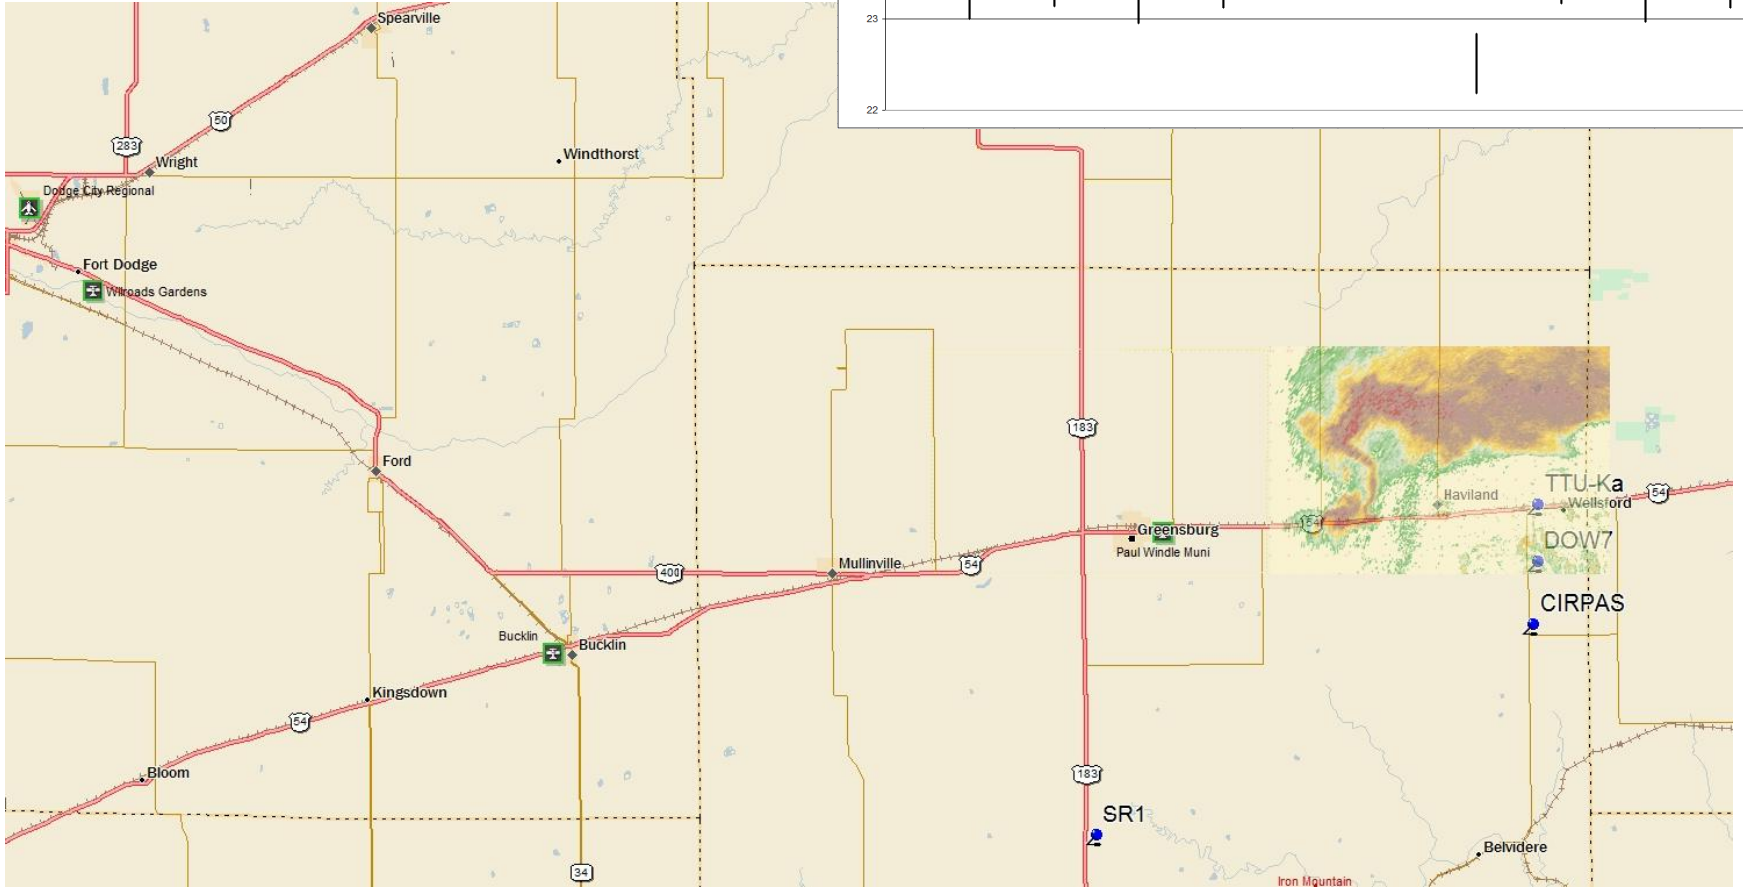 Spearville
23
22
50
283
Wright
Windthorst
Dodge City Regional
Fort Dodge
Wilroads Gardens
183
Ford
TTU-Ka
Haviland
Wellsford
54
54
Greensburg
Paul Windle Muni
DOW7
400
Mullinville
54
CIRPAS
Bucklin
Bucklin
Kingsdown
54
Bloom
183
SR1
Belvidere
34
Iron Mountain